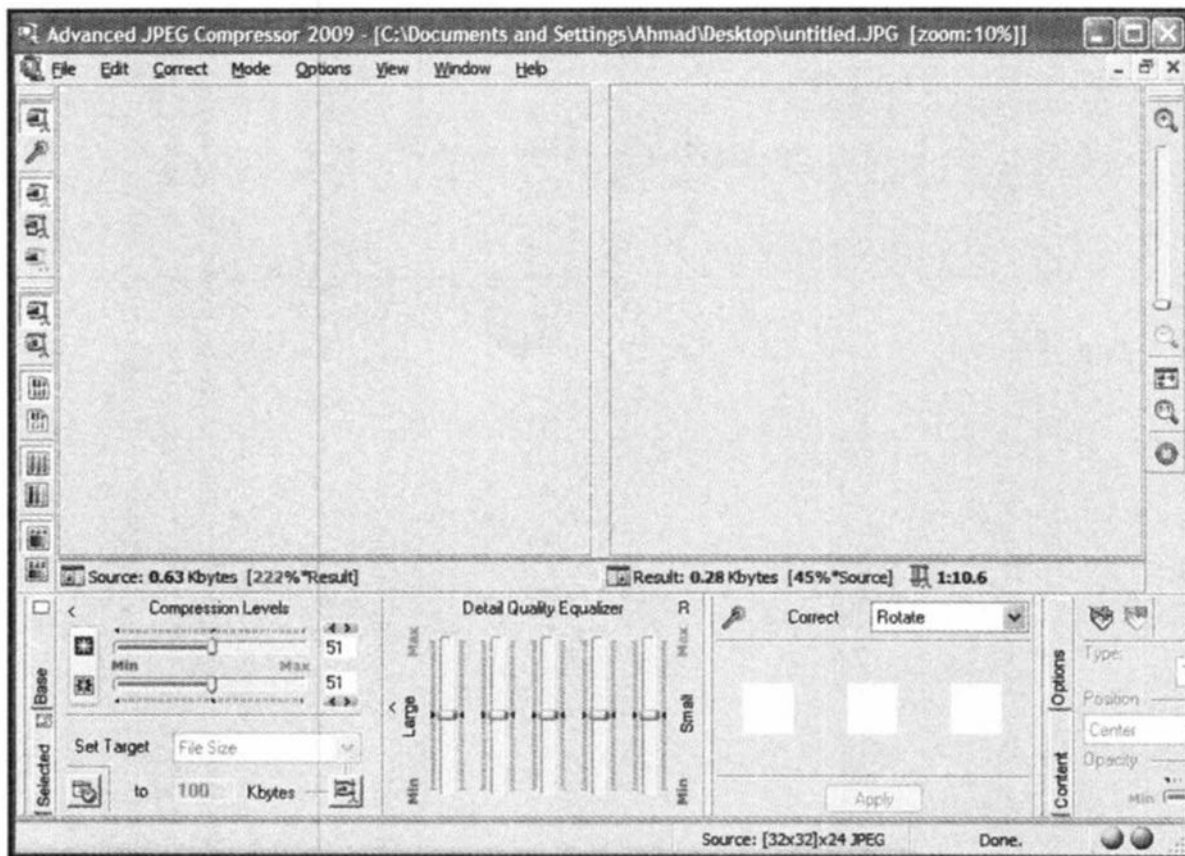 Advanced JPEG Compressor 2009 - [C:\Documents and Settings\Ahmad\Desktop\untitled.JPG [zoom:10%]]
File Edit Correct Mode Options View Window Help
Source: 0.63 Kbytes [222%*Result]
Result: 0.28 Kbytes [45%*Source] 1:10.6
Base
Selected
Compression Levels
51
Min Max
51
Set Target File Size
to 100 Kbytes
Detail Quality Equalizer R
Max
Large
Min
Max
Small
Min
Correct Rotate
Apply
Options
Content
Type:
Position
Center
Opacity
Min
Source: [32x32]x24 JPEG Done.